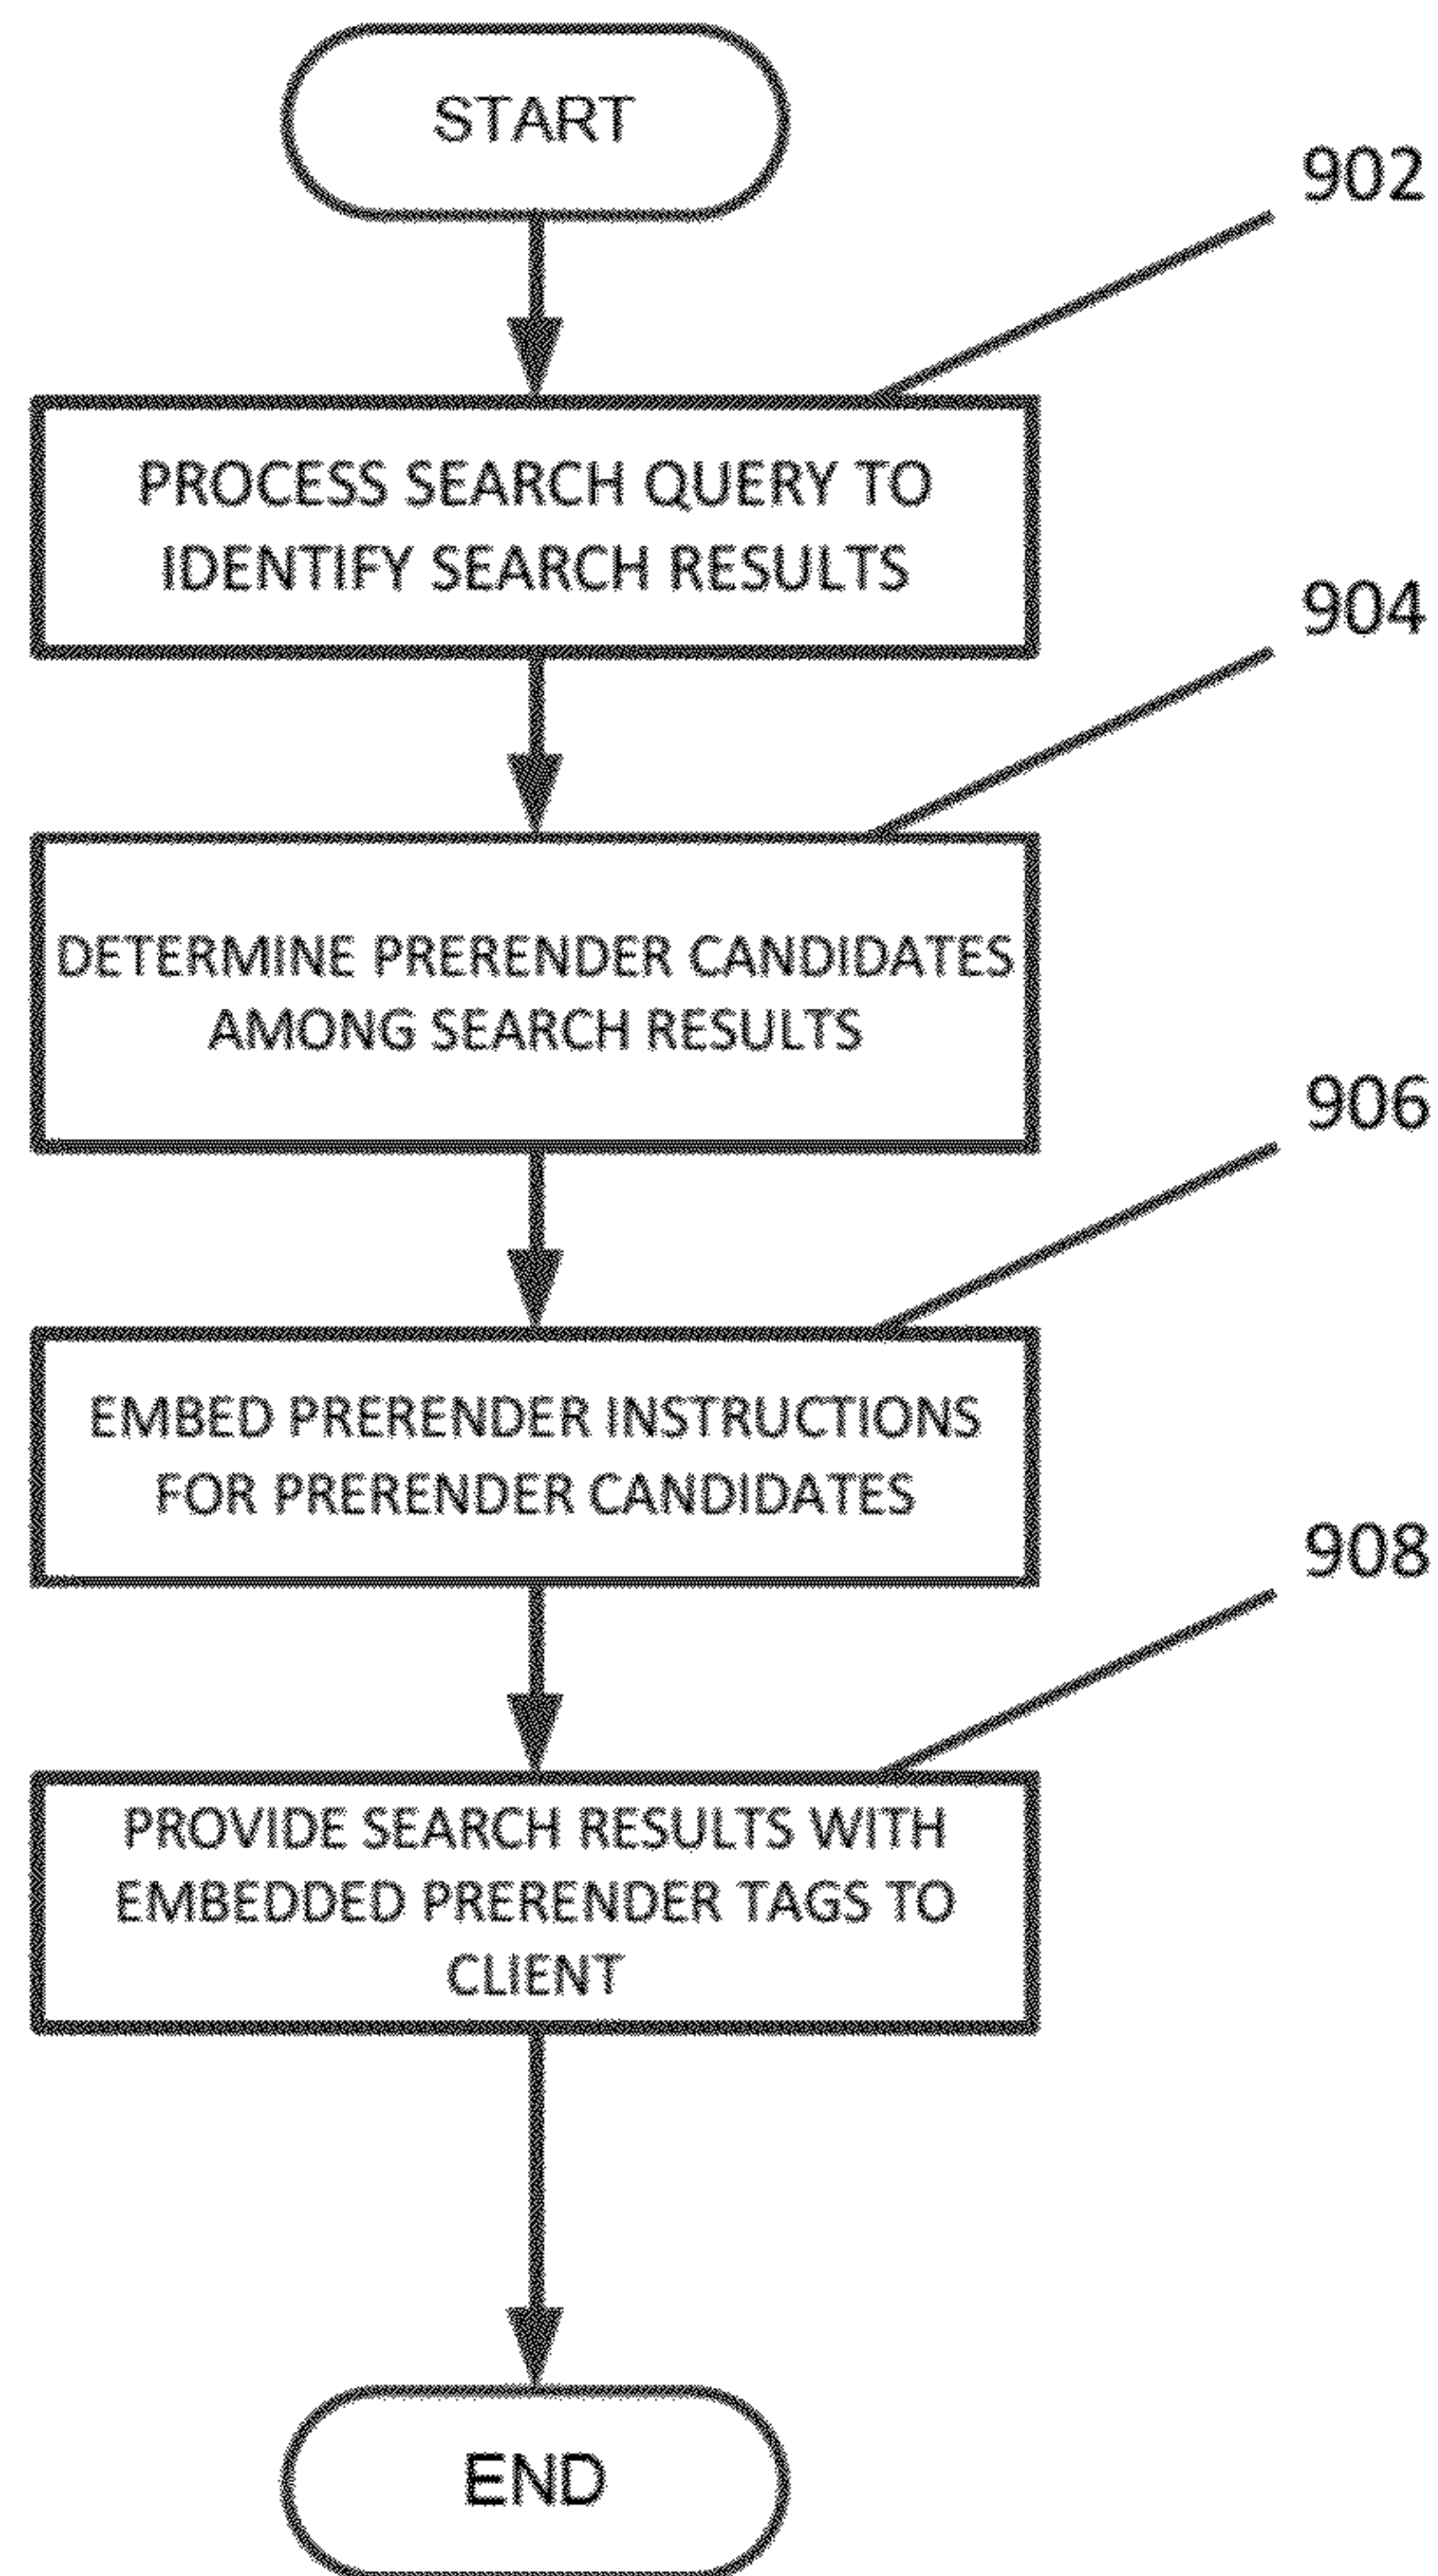 START
902
PROCESS SEARCH QUERY TO
IDENTIFY SEARCH RESULTS
904
DETERMINE PRERENDER CANDIDATES
AMONG SEARCH RESULTS
906
EMBED PRERENDER INSTRUCTIONS
FOR PRERENDER CANDIDATES
908
PROVIDE SEARCH RESULTS WITH
EMBEDDED PRERENDER TAGS TO
CLIENT
END